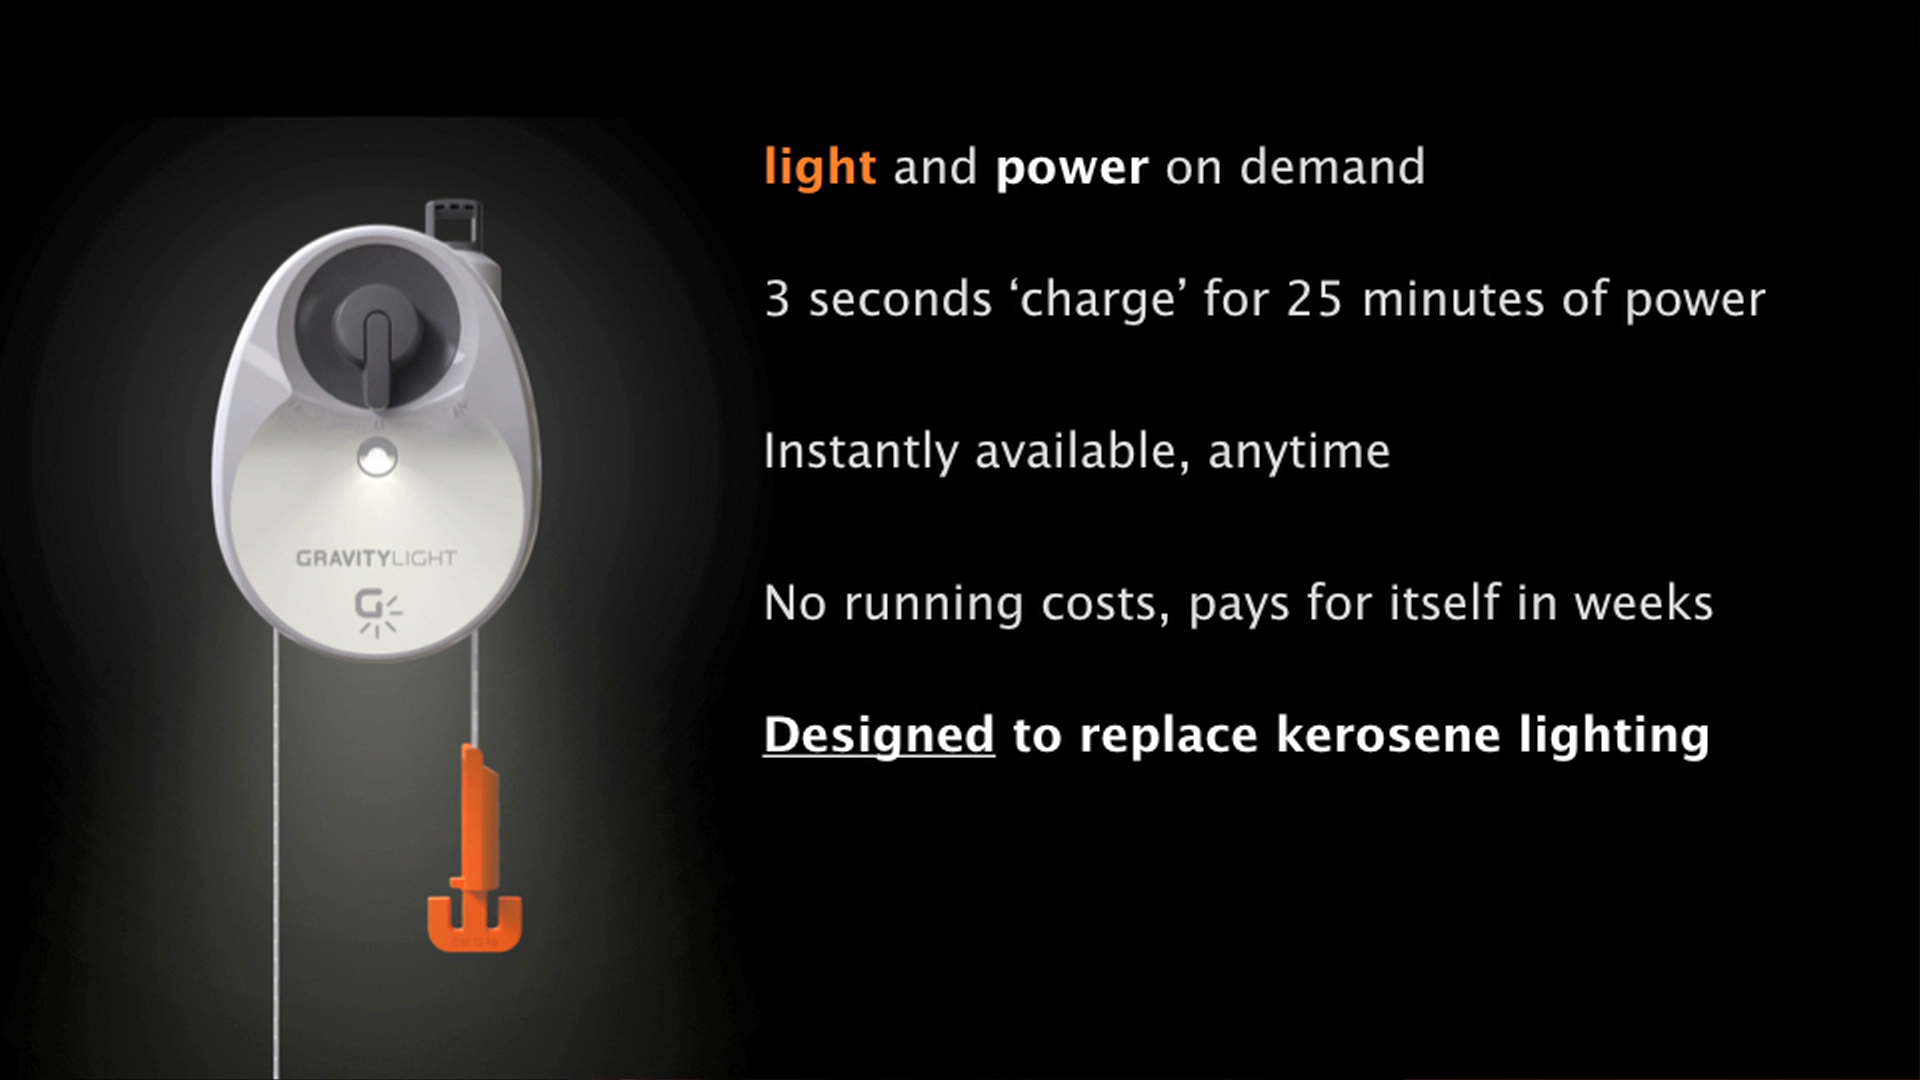 light and power on demand
3 seconds ‘charge’ for 25 minutes of power
Instantly available, anytime
No running costs, pays for itself in weeks
Designed to replace kerosene lighting
GRAVITYLIGHT
G